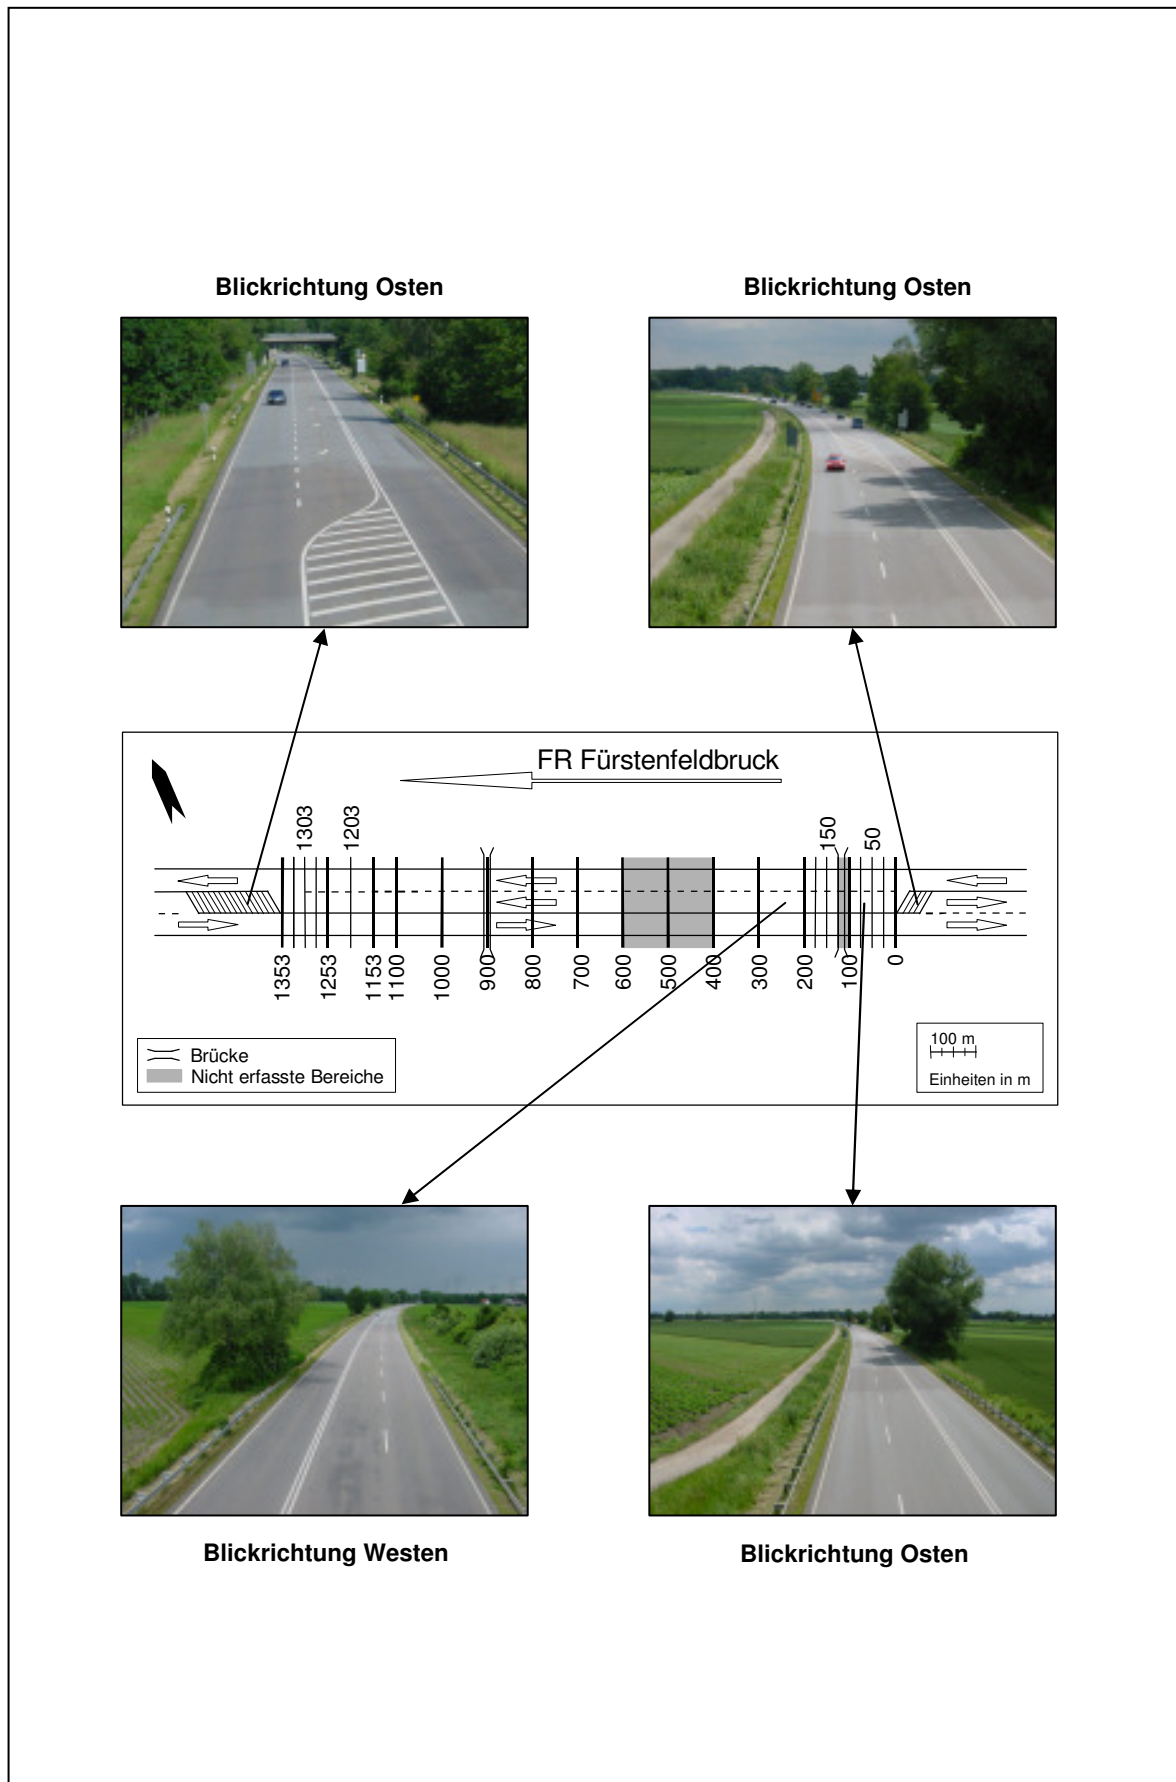 Blickrichtung Osten
Blickrichtung Osten
FR Fürstenfeldbruck
1303
1203
150
50
1353
1253
1153
1100
1000
900
800
700
600
500
400
300
200
100
0
Brücke
Nicht erfasste Bereiche
100 m
Einheiten in m
Blickrichtung Westen
Blickrichtung Osten